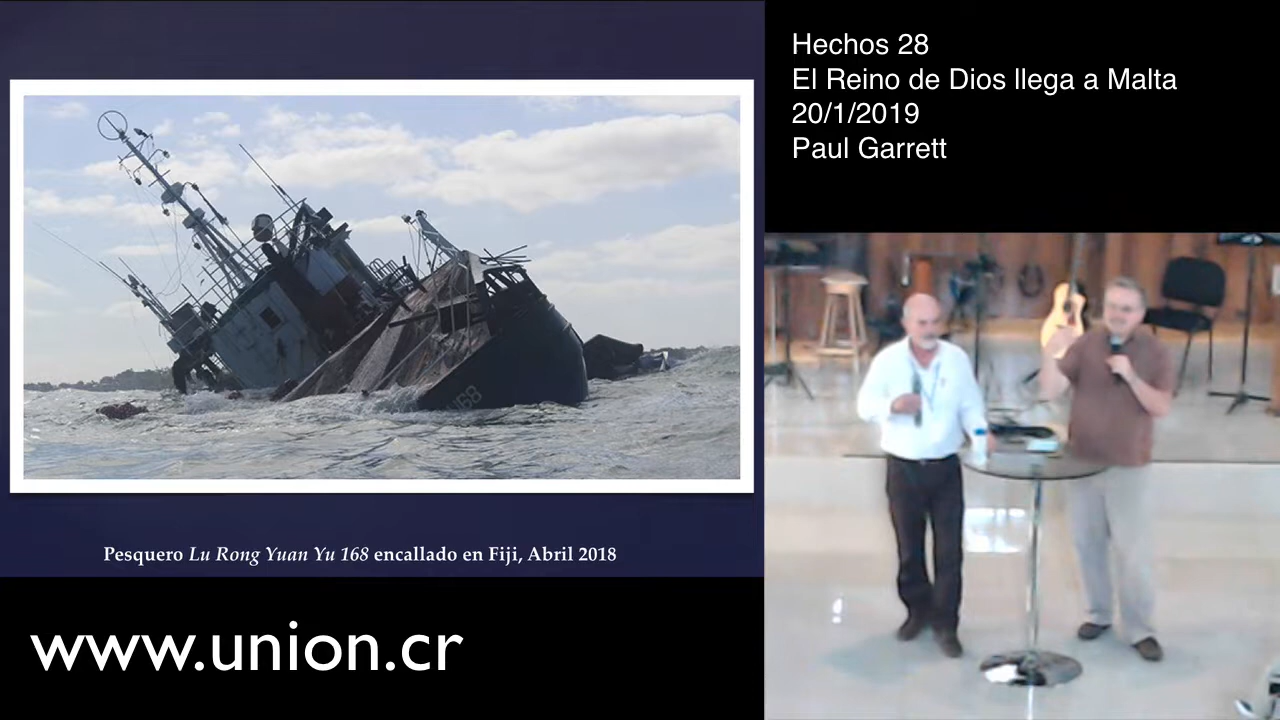 Hechos 28
El Reino de Dios llega a Malta
20/1/2019
Paul Garrett
Pesquero Lu Rong Yuan Yu 168 encallado en Fiji, Abril 2018
www.union.cr